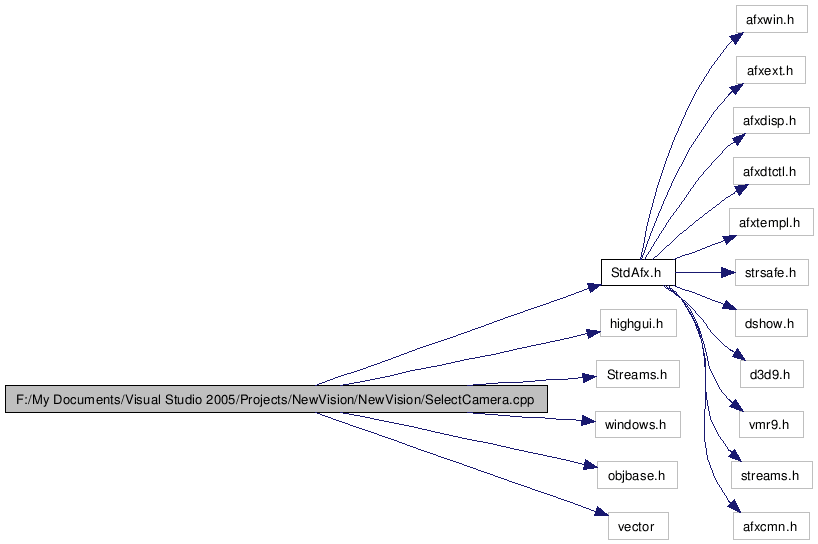 afxwin.h
afxext.h
afxdisp.h
afxdtctl.h
afxtempl.h
StdAfx.h
strsafe.h
highgui.h
dshow.h
Streams.h
d3d9.h
F:/My Documents/Visual Studio 2005/Projects/NewVision/NewVision/SelectCamera.cpp
windows.h
vmr9.h
objbase.h
streams.h
vector
afxcmn.h